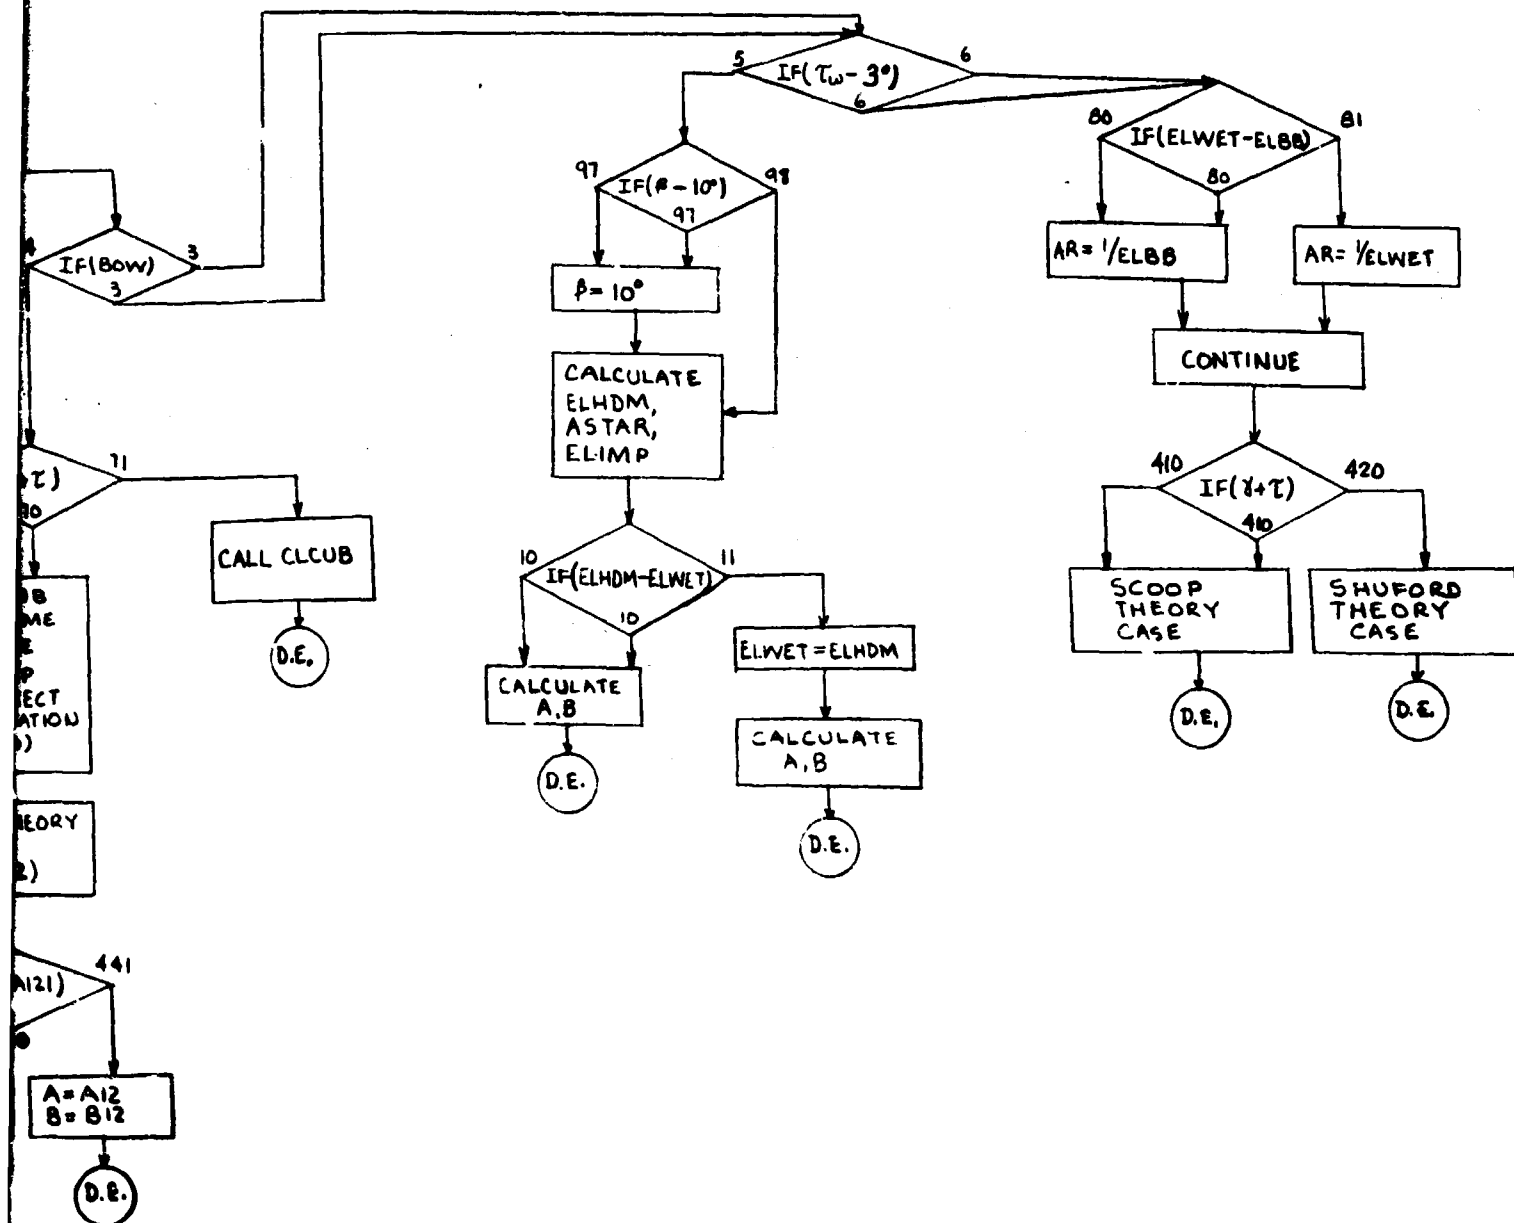 5
6
IF(τω-3°)
6
80
81
IF(ELWET-ELBB)
80
97
98
IF(β-10°)
97
AR=1/ELBB
AR=1/ELWET
4
3
IF(BOW)
3
β=10°
CONTINUE
CALCULATE
ELHDM,
ASTAR,
ELIMP
71
τ)
410
420
IF(γ+τ)
410
CALL CLCUB
10
11
IF(ELHDM-ELWET)
10
SCOOP
THEORY
CASE
SHUFORD
THEORY
CASE
ELWET=ELHDM
D.E.
CALCULATE
A,B
D.E.
D.E.
CALCULATE
A,B
D.E.
D.E.
441
A121)
A=A12
B=B12
D.E.